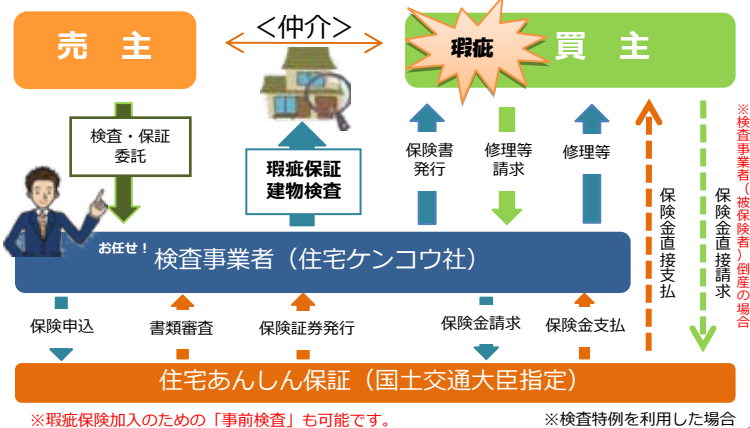 売 主
＜仲介＞
瑕疵
買 主
検査・保証
委託
瑕疵保証
建物検査
保険書
発行
修理等
請求
修理等
保険金直接支払
保険金直接請求
※検査事業者（被保険者）倒産の場合
お任せ！
検査事業者（住宅ケンコウ社）
保険申込
書類審査
保険証券発行
保険金請求
保険金支払
住宅あんしん保証（国土交通大臣指定）
※瑕疵保険加入のための「事前検査」も可能です。
※検査特例を利用した場合